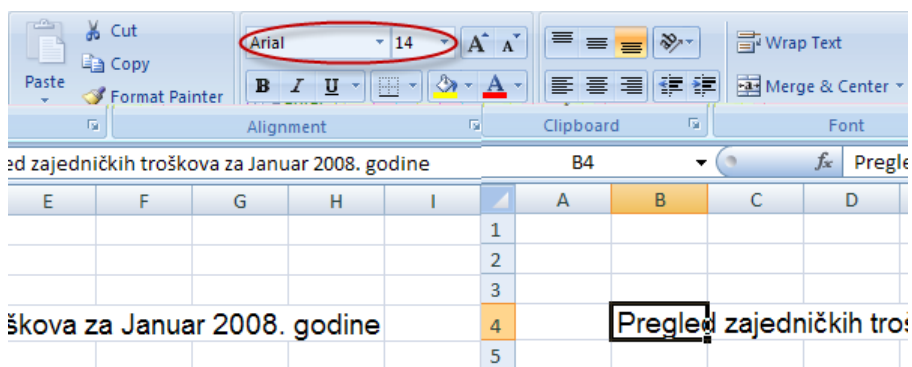 Cut
Copy
Paste
Format Painter
Arial 14 A A
B I U A
Wrap Text
Merge & Center
Alignment
Clipboard
Font
ed zajedničkih troškova za Januar 2008. godine
B4
fx
Pregle
E F G H I
A B C D
1
2
3
škova za Januar 2008. godine
4
Pregled zajedničkih tro
5